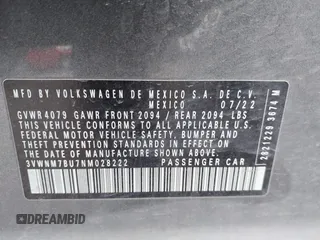 MFD.BY VOLKSWAGEN DE MEXICO S.A. DE C.V.
MEXICO 07/22
GVWR4079 GAWR FRONT 2094 / REAR 2094 LBS
THIS VEHICLE CONFORMS TO ALL APPLICABLE U.S.
FEDERAL MOTOR VEHICLE SAFETY, BUMPER AND
THEFT PREVENTION STANDARDS IN EFFECT ON THE
DATE OF MANUFACTURE SHOWN ABOVE.
3VWNM7BU7NM028222 PASSENGER CAR
28212229 3674 M
DREAMBID